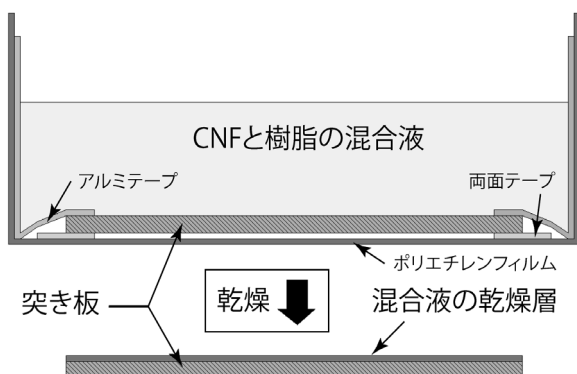 CNFと樹脂の混合液
アルミテープ
両面テープ
ポリエチレンフィルム
突き板
乾燥
混合液の乾燥層